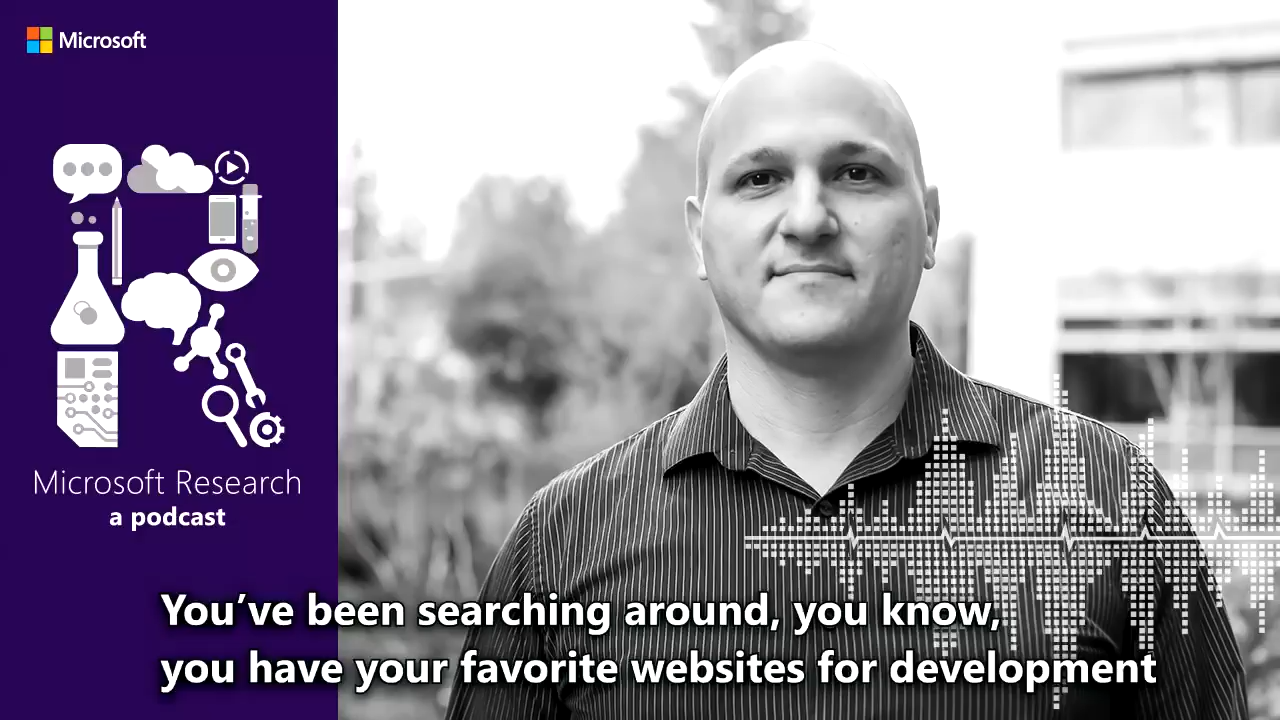 Microsoft
Microsoft Research
a podcast
You’ve been searching around, you know,
you have your favorite websites for development